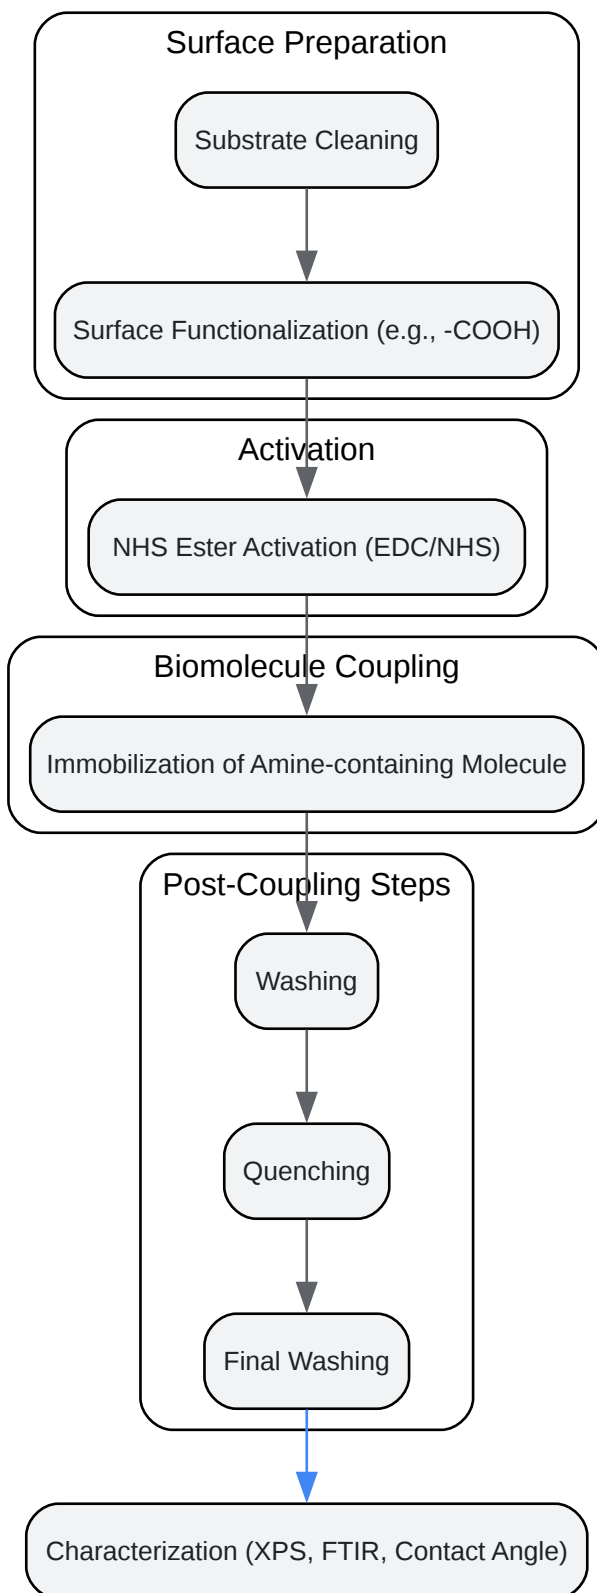 Surface Preparation
Substrate Cleaning
Surface Functionalization (e.g., -COOH)
Activation
NHS Ester Activation (EDC/NHS)
Biomolecule Coupling
Immobilization of Amine-containing Molecule
Post-Coupling Steps
Washing
Quenching
Final Washing
Characterization (XPS, FTIR, Contact Angle)